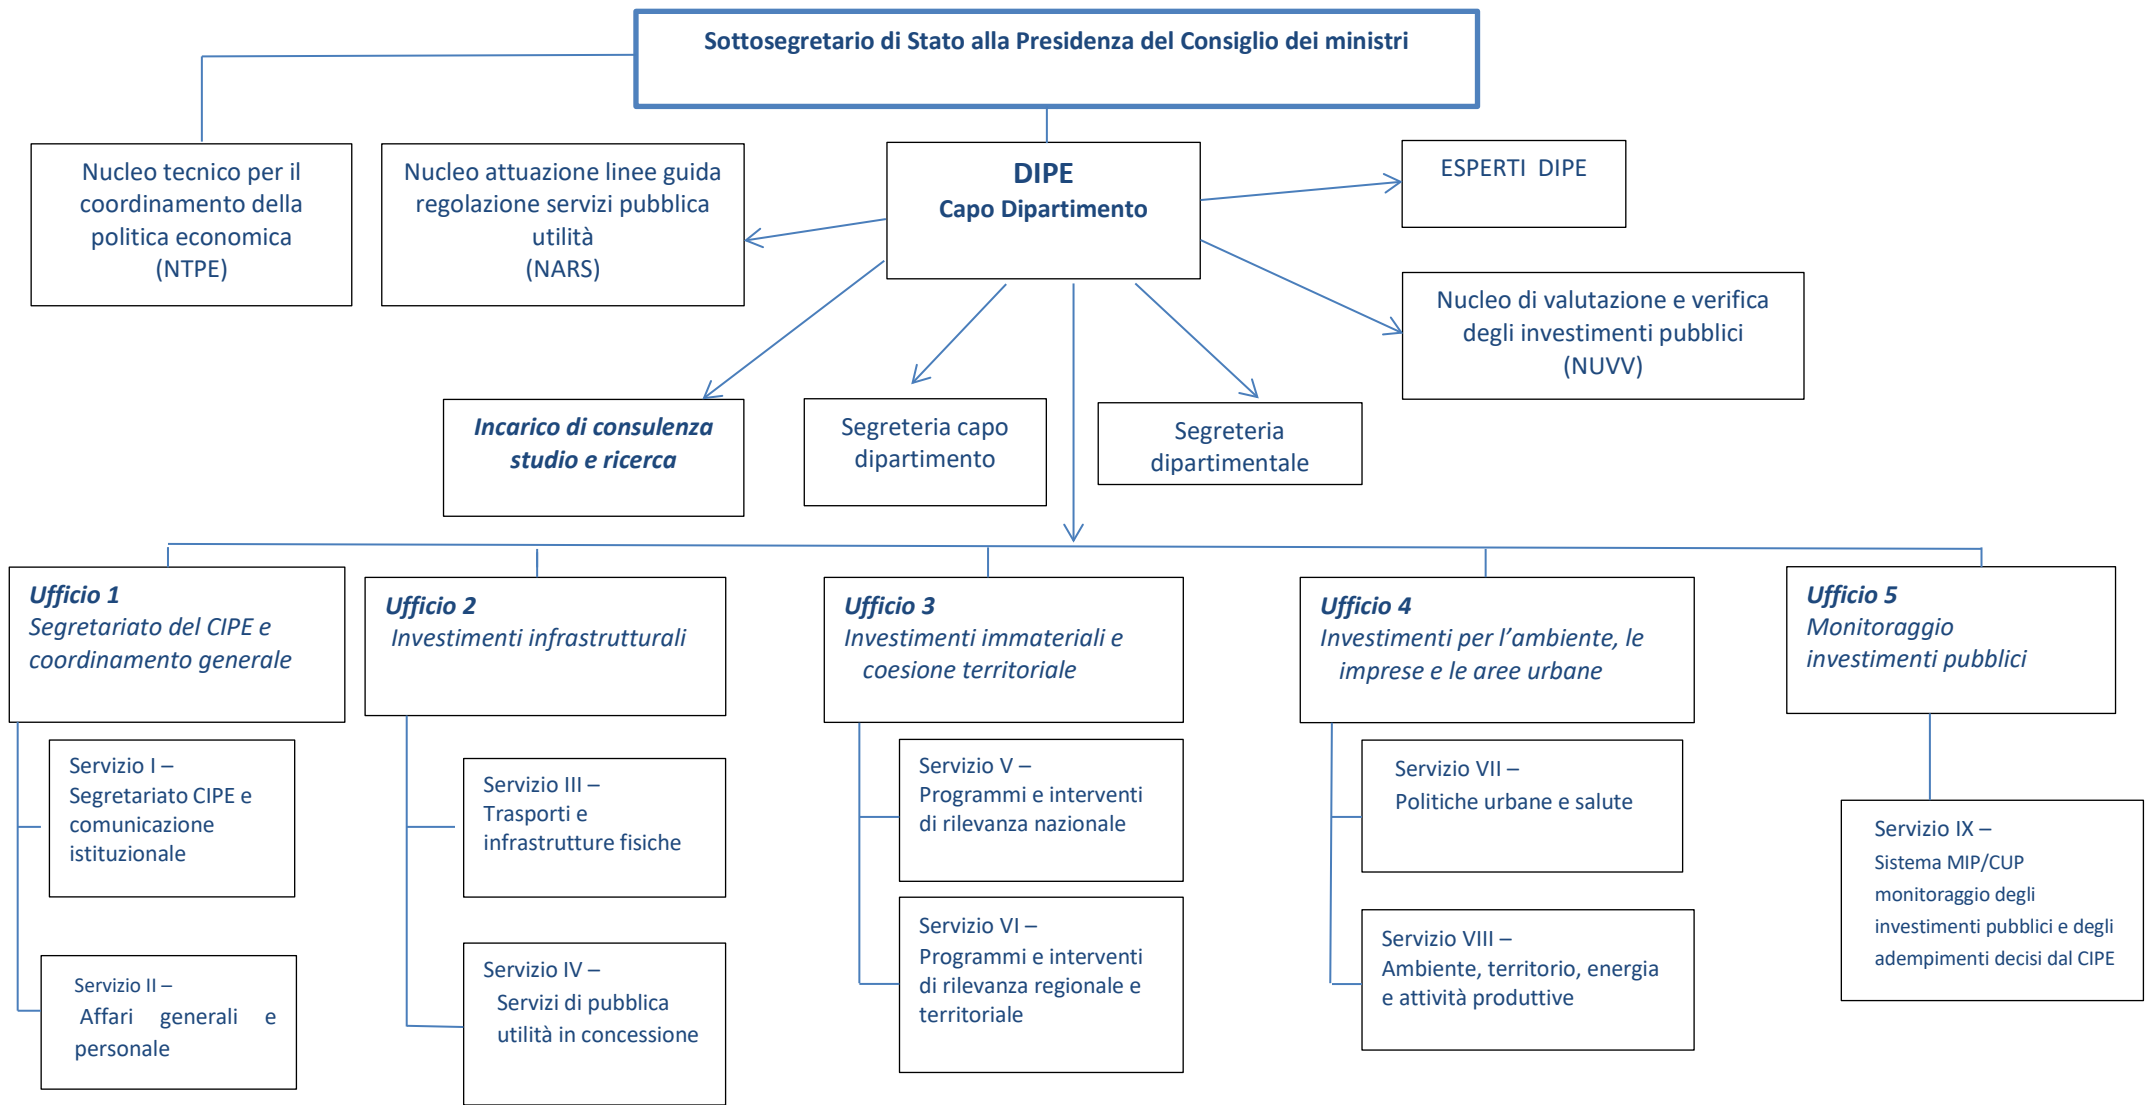 Sottosegretario di Stato alla Presidenza del Consiglio dei ministri
Nucleo tecnico per il
coordinamento della
politica economica
(NTPE)
Nucleo attuazione linee guida
regolazione servizi pubblica
utilità
(NARS)
DIPE
Capo Dipartimento
ESPERTI DIPE
Nucleo di valutazione e verifica
degli investimenti pubblici
(NUVV)
Incarico di consulenza
studio e ricerca
Segreteria capo
dipartimento
Segreteria
dipartimentale
Ufficio 1
Segretariato del CIPE e
coordinamento generale
Ufficio 2
Investimenti infrastrutturali
Ufficio 3
Investimenti immateriali e
coesione territoriale
Ufficio 4
Investimenti per l’ambiente, le
imprese e le aree urbane
Ufficio 5
Monitoraggio
investimenti pubblici
Servizio I –
Segretariato CIPE e
comunicazione
istituzionale
Servizio II –
Affari generali e
personale
Servizio III –
Trasporti e
infrastrutture fisiche
Servizio IV –
Servizi di pubblica
utilità in concessione
Servizio V –
Programmi e interventi
di rilevanza nazionale
Servizio VI –
Programmi e interventi
di rilevanza regionale e
territoriale
Servizio VII –
Politiche urbane e salute
Servizio VIII –
Ambiente, territorio, energia
e attività produttive
Servizio IX –
Sistema MIP/CUP
monitoraggio degli
investimenti pubblici e degli
adempimenti decisi dal CIPE